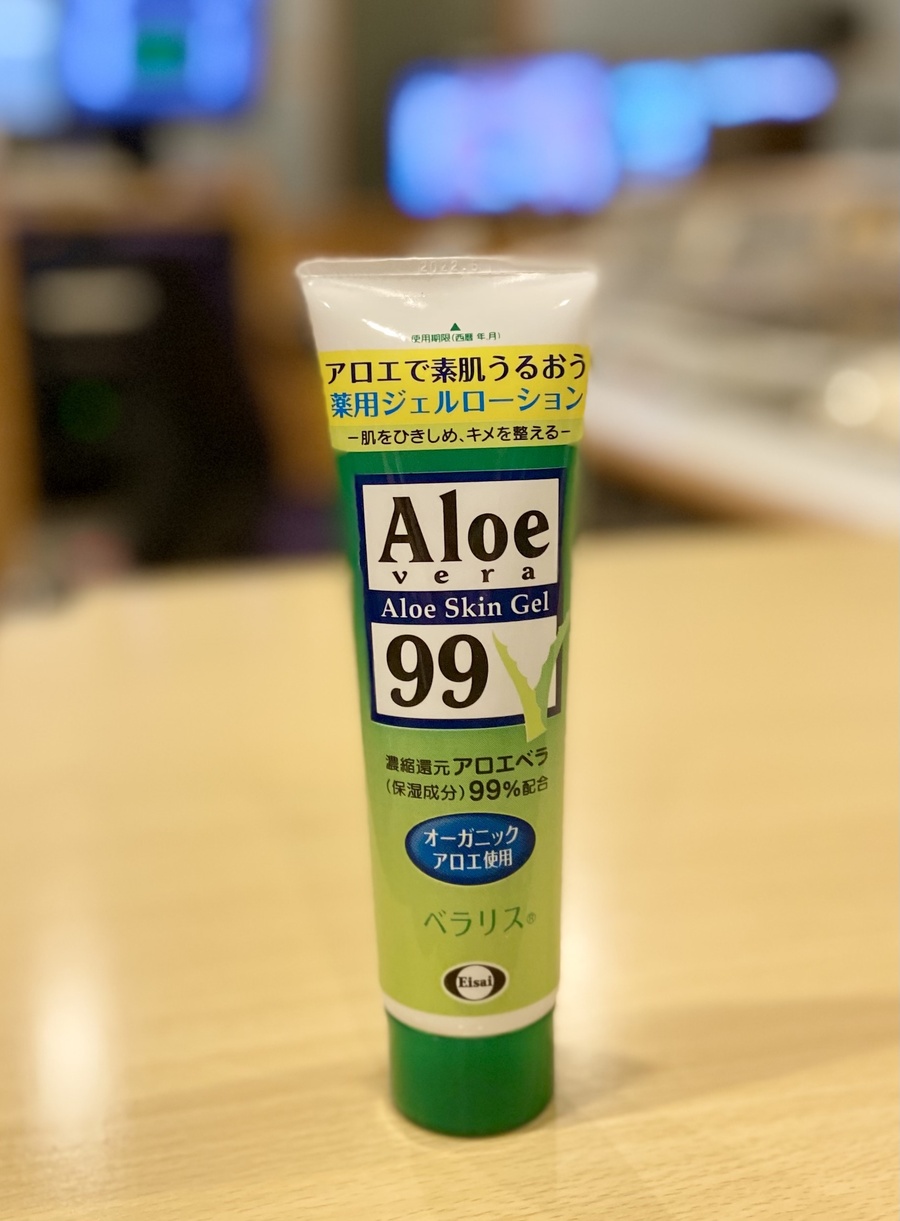 ▲
使用期限(西暦 年.月)
アロエで素肌うるおう
薬用ジェルローション
−肌をひきしめ、キメを整える−
Aloe
vera
Aloe Skin Gel
99
濃縮還元アロエベラ
(保湿成分)99%配合
オーガニック
アロエ使用
ベラリス®
Eisai